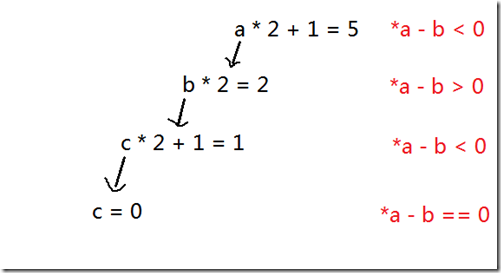 a * 2 + 1 = 5 *a - b < 0
b * 2 = 2 *a - b > 0
c * 2 + 1 = 1 *a - b < 0
c = 0 *a - b == 0